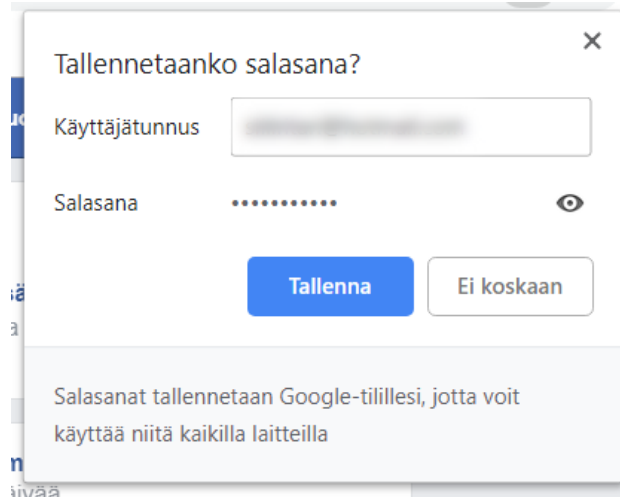 Tallennetaanko salasana?
Käyttäjätunnus
Salasana
Tallenna Ei koskaan
Salasanat tallennetaan Google-tilillesi, jotta voit
käyttää niitä kaikilla laitteilla